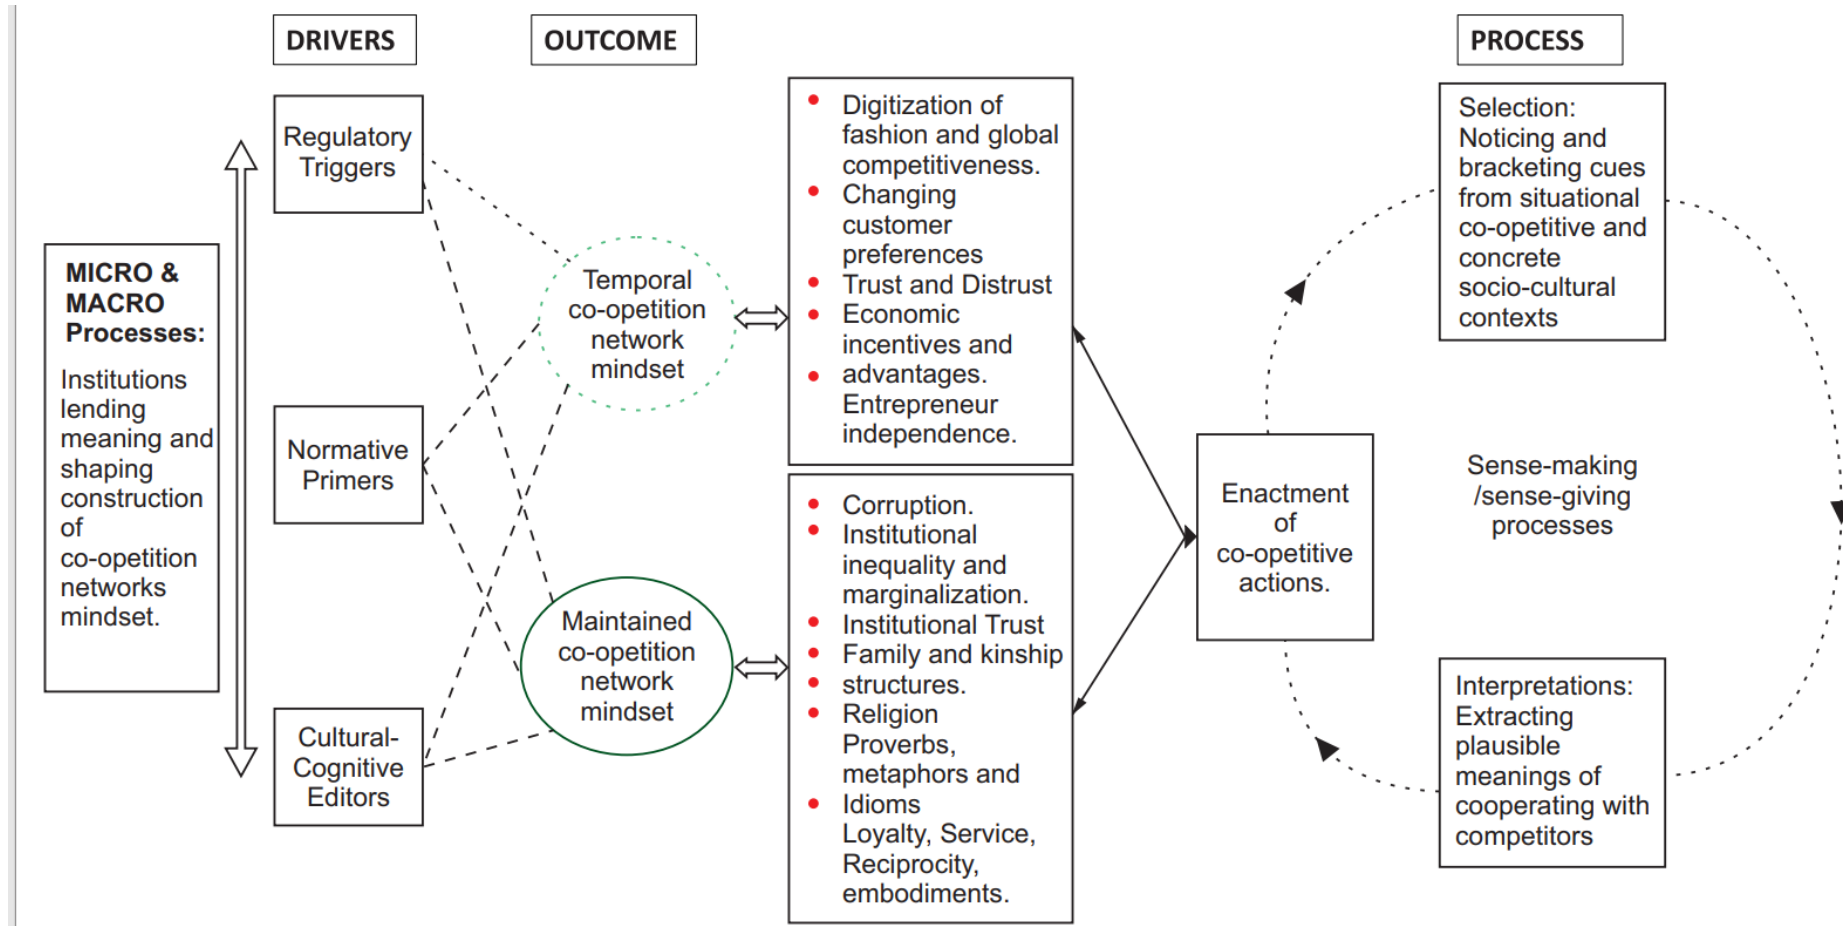 DRIVERS
OUTCOME
PROCESS
MICRO &
MACRO
Processes:
Institutions
lending
meaning and
shaping
construction
of
co-opetition
networks
mindset.
Regulatory
Triggers
Normative
Primers
Cultural-
Cognitive
Editors
Temporal
co-opetition
network
mindset
Maintained
co-opetition
network
mindset
Digitization of
fashion and global
competitiveness.
Changing
customer
preferences
Trust and Distrust
Economic
incentives and
advantages.
Entrepreneur
independence.
Corruption.
Institutional
inequality and
marginalization.
Institutional Trust
Family and kinship
structures.
Religion
Proverbs,
metaphors and
Idioms
Loyalty, Service,
Reciprocity,
embodiments.
Enactment
of
co-opetitive
actions.
Selection:
Noticing and
bracketing cues
from situational
co-opetitive and
concrete
socio-cultural
contexts
Sense-making
/sense-giving
processes
Interpretations:
Extracting
plausible
meanings of
cooperating with
competitors